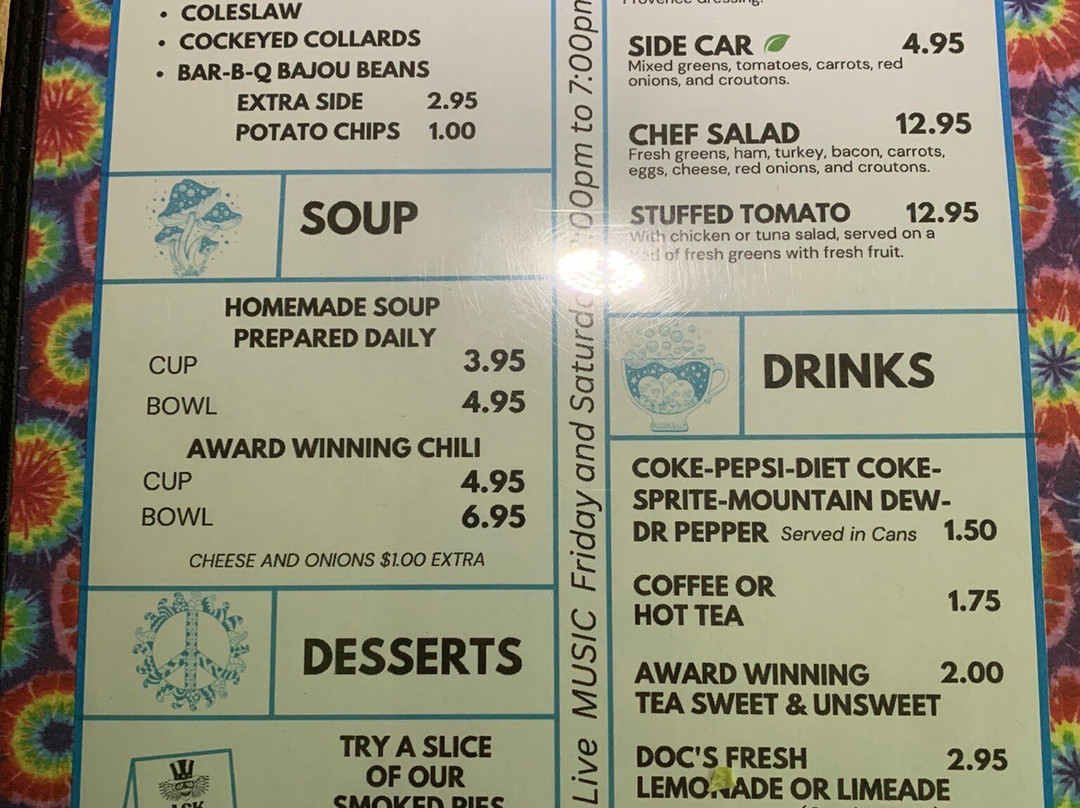 • COLESLAW
• COCKEYED COLLARDS
• BAR-B-Q BAJOU BEANS
EXTRA SIDE 2.95
POTATO CHIPS 1.00
SOUP
HOMEMADE SOUP
PREPARED DAILY
CUP 3.95
BOWL 4.95
AWARD WINNING CHILI
CUP 4.95
BOWL 6.95
CHEESE AND ONIONS $1.00 EXTRA
DESSERTS
TRY A SLICE
OF OUR
SMOKED PIES
ASK
Live MUSIC Friday and :00pm to 7:00pm
Provence dressing.
SIDE CAR 4.95
Mixed greens, tomatoes, carrots, red
onions, and croutons.
CHEF SALAD 12.95
Fresh greens, ham, turkey, bacon, carrots,
eggs, cheese, red onions, and croutons.
STUFFED TOMATO 12.95
With chicken or tuna salad, served on a
of fresh greens with fresh fruit.
DRINKS
COKE-PEPSI-DIET COKE-
SPRITE-MOUNTAIN DEW-
DR PEPPER Served in Cans 1.50
COFFEE OR
HOT TEA 1.75
AWARD WINNING 2.00
TEA SWEET & UNSWEET
DOC'S FRESH 2.95
LEMONADE OR LIMEADE